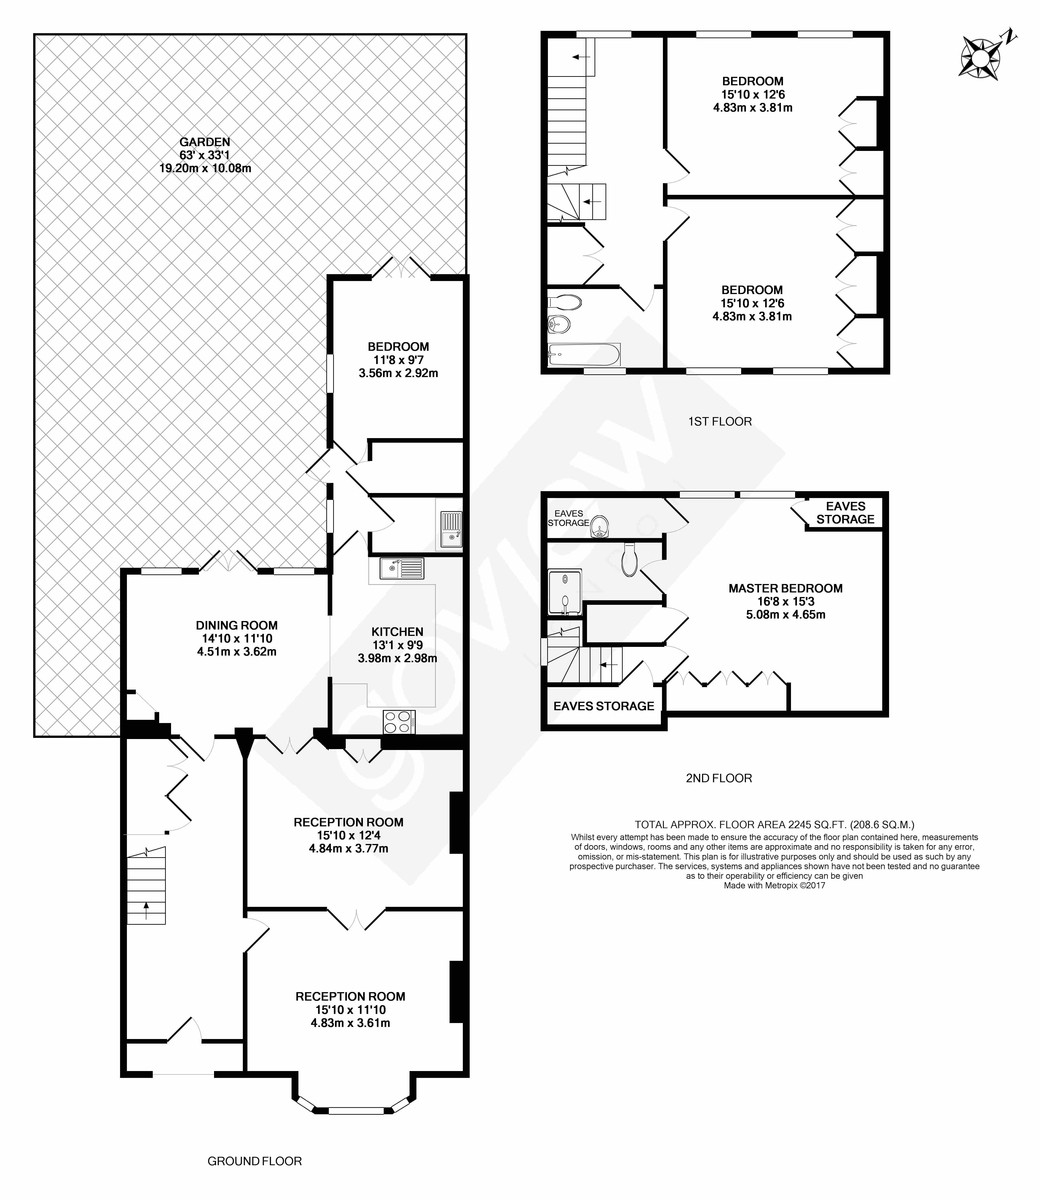 GARDEN
63' x 33'1
19.20m x 10.08m
BEDROOM
11'8 x 9'7
3.56m x 2.92m
DINING ROOM
14'10 x 11'10
4.51m x 3.62m
KITCHEN
13'1 x 9'9
3.98m x 2.98m
RECEPTION ROOM
15'10 x 12'4
4.84m x 3.77m
RECEPTION ROOM
15'10 x 11'10
4.83m x 3.61m
GROUND FLOOR
N
BEDROOM
15'10 x 12'6
4.83m x 3.81m
BEDROOM
15'10 x 12'6
4.83m x 3.81m
1ST FLOOR
EAVES
STORAGE
EAVES
STORAGE
MASTER BEDROOM
16'8 x 15'3
5.08m x 4.65m
EAVES STORAGE
2ND FLOOR
goview
TOTAL APPROX. FLOOR AREA 2245 SQ.FT. (208.6 SQ.M.)
Whilst every attempt has been made to ensure the accuracy of the floor plan contained here, measurements
of doors, windows, rooms and any other items are approximate and no responsibility is taken for any error,
omission, or mis-statement. This plan is for illustrative purposes only and should be used as such by any
prospective purchaser. The services, systems and appliances shown have not been tested and no guarantee
as to their operability or efficiency can be given
Made with Metropix ©2017